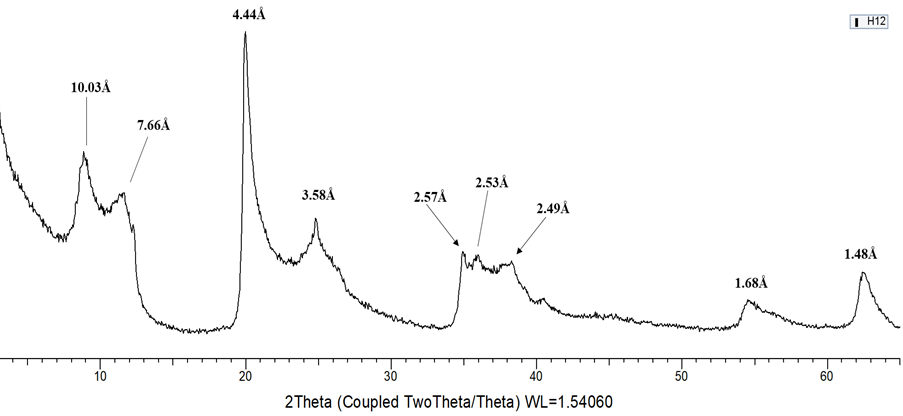 4.44Å
H12
10.03Å
7.66Å
3.58Å
2.57Å
2.53Å
2.49Å
1.68Å
1.48Å
10 20 30 40 50 60
2Theta (Coupled TwoTheta/Theta) WL=1.54060